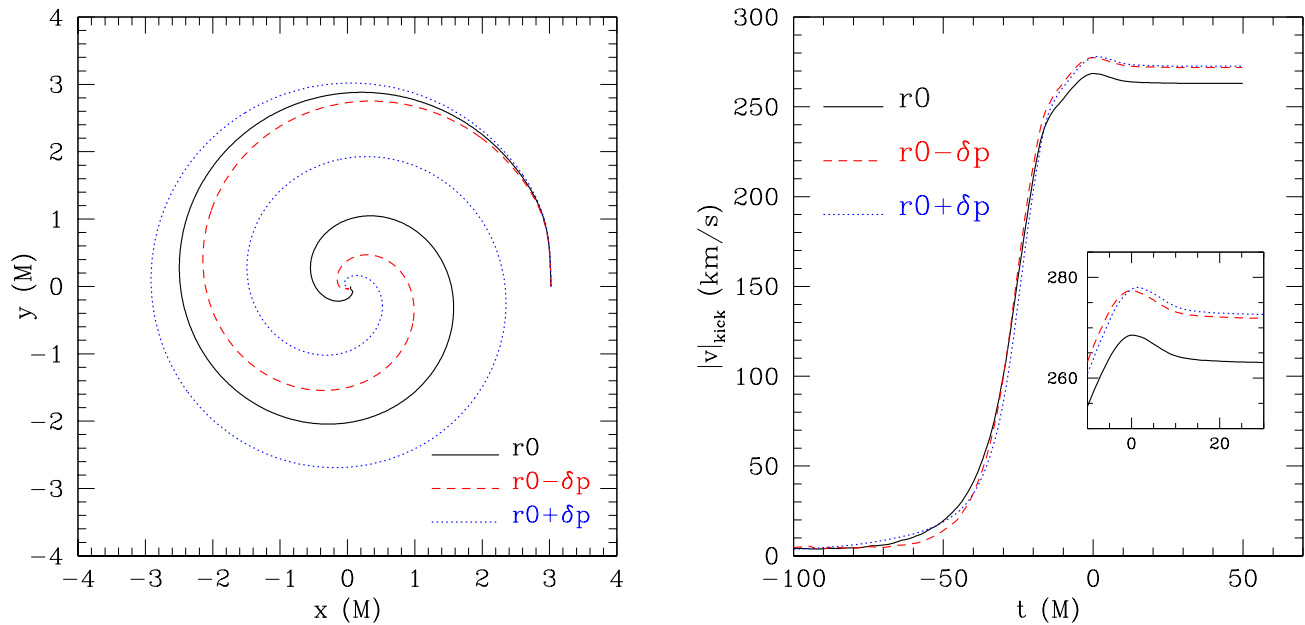 4
3
2
1
0
−1
−2
−3
−4
y (M)
−4 −3 −2 −1 0 1 2 3 4
x (M)
r0
r0−δp
r0+δp
300
250
200
150
100
50
0
|v|kick (km/s)
−100 −50 0 50
t (M)
r0
r0−δp
r0+δp
280
260
0 20